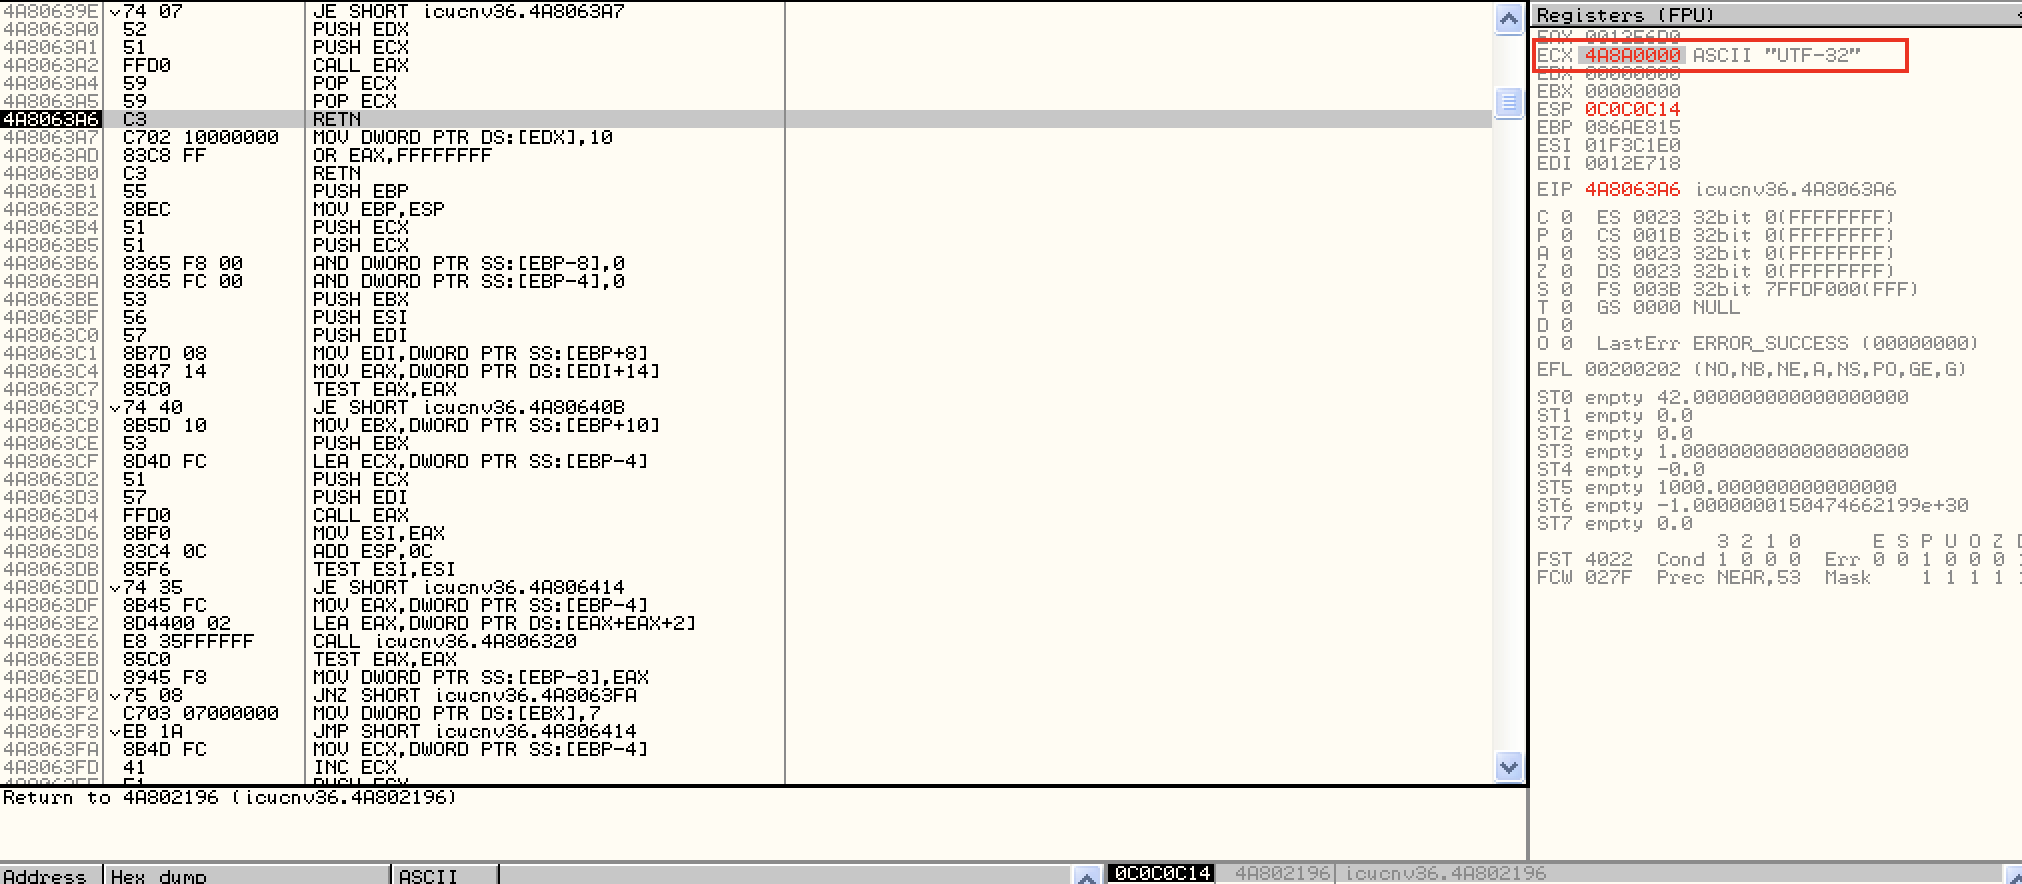 4A80639E ˅74 07 JE SHORT icucnv36.4A8063A7
4A8063A0 52 PUSH EDX
4A8063A1 51 PUSH ECX
4A8063A2 FFD0 CALL EAX
4A8063A4 59 POP ECX
4A8063A5 59 POP ECX
4A8063A6 C3 RETN
4A8063A7 C702 10000000 MOV DWORD PTR DS:[EDX],10
4A8063AD 83C8 FF OR EAX,FFFFFFFF
4A8063B0 C3 RETN
4A8063B1 55 PUSH EBP
4A8063B2 8BEC MOV EBP,ESP
4A8063B4 51 PUSH ECX
4A8063B5 51 PUSH ECX
4A8063B6 8365 F8 00 AND DWORD PTR SS:[EBP-8],0
4A8063BA 8365 FC 00 AND DWORD PTR SS:[EBP-4],0
4A8063BE 53 PUSH EBX
4A8063BF 56 PUSH ESI
4A8063C0 57 PUSH EDI
4A8063C1 8B7D 08 MOV EDI,DWORD PTR SS:[EBP+8]
4A8063C4 8B47 14 MOV EAX,DWORD PTR DS:[EDI+14]
4A8063C7 85C0 TEST EAX,EAX
4A8063C9 ˅74 40 JE SHORT icucnv36.4A80640B
4A8063CB 8B5D 10 MOV EBX,DWORD PTR SS:[EBP+10]
4A8063CE 53 PUSH EBX
4A8063CF 8D4D FC LEA ECX,DWORD PTR SS:[EBP-4]
4A8063D2 51 PUSH ECX
4A8063D3 57 PUSH EDI
4A8063D4 FFD0 CALL EAX
4A8063D6 8BF0 MOV ESI,EAX
4A8063D8 83C4 0C ADD ESP,0C
4A8063DB 85F6 TEST ESI,ESI
4A8063DD ˅74 35 JE SHORT icucnv36.4A806414
4A8063DF 8B45 FC MOV EAX,DWORD PTR SS:[EBP-4]
4A8063E2 8D4400 02 LEA EAX,DWORD PTR DS:[EAX+EAX+2]
4A8063E6 E8 35FFFFFF CALL icucnv36.4A806320
4A8063EB 85C0 TEST EAX,EAX
4A8063ED 8945 F8 MOV DWORD PTR SS:[EBP-8],EAX
4A8063F0 ˅75 08 JNZ SHORT icucnv36.4A8063FA
4A8063F2 C703 07000000 MOV DWORD PTR DS:[EBX],7
4A8063F8 ˅EB 1A JMP SHORT icucnv36.4A806414
4A8063FA 8B4D FC MOV ECX,DWORD PTR SS:[EBP-4]
4A8063FD 41 INC ECX
Return to 4A802196 (icucnv36.4A802196)
Address Hex dump ASCII
Registers (FPU)
EAX 0012E6D0
ECX 4A8A0000 ASCII "UTF-32"
EDX 00000000
EBX 00000000
ESP 0C0C0C14
EBP 086AE815
ESI 01F3C1E0
EDI 0012E718
EIP 4A8063A6 icucnv36.4A8063A6
C 0 ES 0023 32bit 0(FFFFFFFF)
P 0 CS 001B 32bit 0(FFFFFFFF)
A 0 SS 0023 32bit 0(FFFFFFFF)
Z 0 DS 0023 32bit 0(FFFFFFFF)
S 0 FS 003B 32bit 7FFDF000(FFF)
T 0 GS 0000 NULL
D 0
O 0 LastErr ERROR_SUCCESS (00000000)
EFL 00200202 (NO,NB,NE,A,NS,PO,GE,G)
ST0 empty 42.000000000000000000
ST1 empty 0.0
ST2 empty 0.0
ST3 empty 1.0000000000000000000
ST4 empty -0.0
ST5 empty 1000.0000000000000000
ST6 empty -1.0000000150474662199e+30
ST7 empty 0.0
3 2 1 0 E S P U O Z D
FST 4022 Cond 1 0 0 0 Err 0 0 1 0 0 0 1
FCW 027F Prec NEAR,53 Mask 1 1 1 1 1
0C0C0C14 4A802196 icucnv36.4A802196